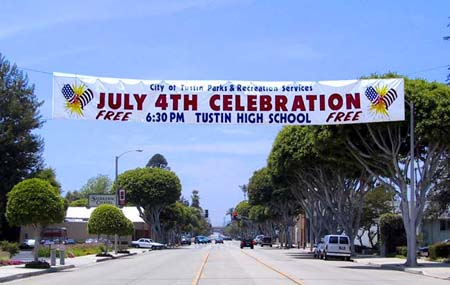 City of Tustin Parks & Recreation Services
JULY 4TH CELEBRATION
FREE 6:30 PM TUSTIN HIGH SCHOOL FREE